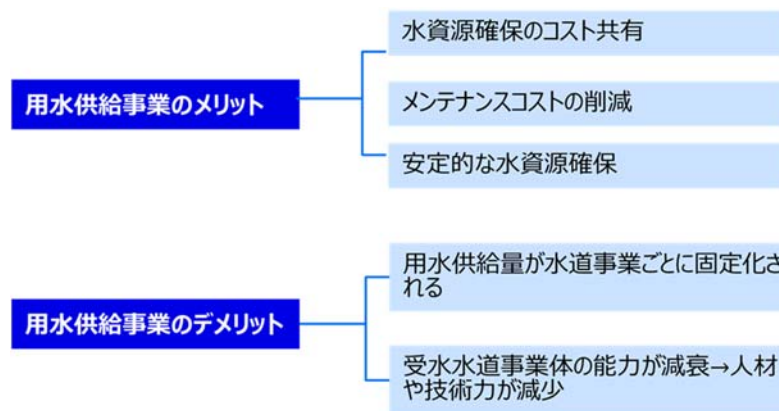 水資源確保のコスト共有
用水供給事業のメリット
メンテナンスコストの削減
安定的な水資源確保
用水供給量が水道事業ごとに固定化さ
れる
用水供給事業のデメリット
受水水道事業体の能力が減衰→人材
や技術力が減少